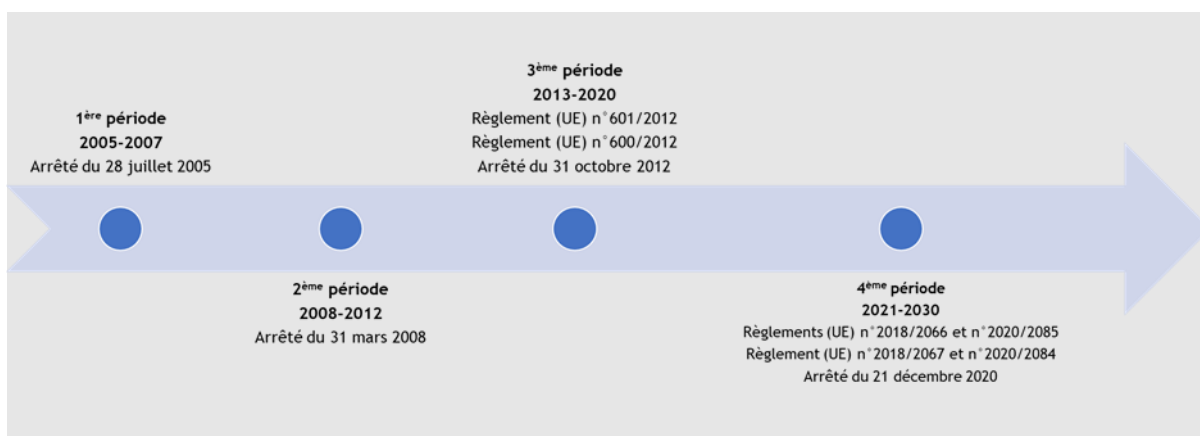 1ère période
2005-2007
Arrêté du 28 juillet 2005
2ème période
2008-2012
Arrêté du 31 mars 2008
3ème période
2013-2020
Règlement (UE) n°601/2012
Règlement (UE) n°600/2012
Arrêté du 31 octobre 2012
4ème période
2021-2030
Règlements (UE) n°2018/2066 et n°2020/2085
Règlement (UE) n°2018/2067 et n°2020/2084
Arrêté du 21 décembre 2020